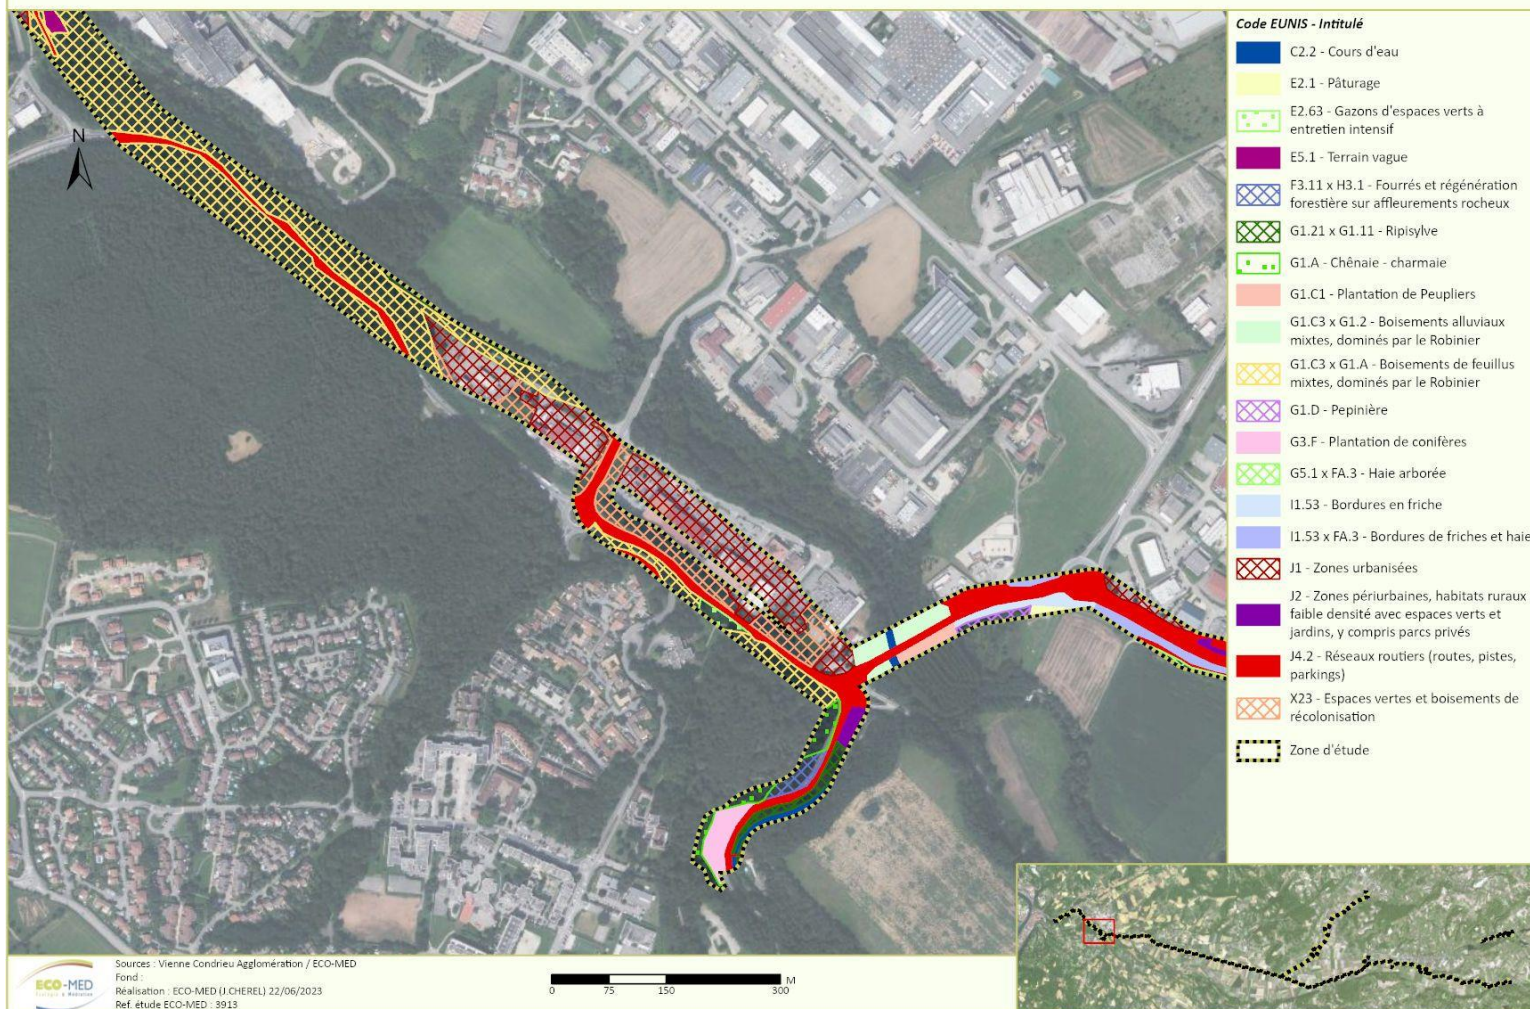 Code EUNIS - Intitulé
C2.2 - Cours d'eau
E2.1 - Pâturage
E2.63 - Gazons d'espaces verts à
entretien intensif
E5.1 - Terrain vague
F3.11 x H3.1 - Fourrés et régénération
forestière sur affleurements rocheux
G1.21 x G1.11 - Ripisylve
G1.A - Chênaie - charmaie
G1.C1 - Plantation de Peupliers
G1.C3 x G1.2 - Boisements alluviaux
mixtes, dominés par le Robinier
G1.C3 x G1.A - Boisements de feuillus
mixtes, dominés par le Robinier
G1.D - Pepinière
G3.F - Plantation de conifères
G5.1 x FA.3 - Haie arborée
I1.53 - Bordures en friche
I1.53 x FA.3 - Bordures de friches et haie
J1 - Zones urbanisées
J2 - Zones périurbaines, habitats ruraux
faible densité avec espaces verts et
jardins, y compris parcs privés
J4.2 - Réseaux routiers (routes, pistes,
parkings)
X23 - Espaces vertes et boisements de
récolonisation
Zone d'étude
N
ECO-MED
Sources : Vienne Condrieu Agglomération / ECO-MED
Fond :
Réalisation : ECO-MED (J.CHEREL) 22/06/2023
Ref. étude ECO-MED : 3913
M
0 75 150 300